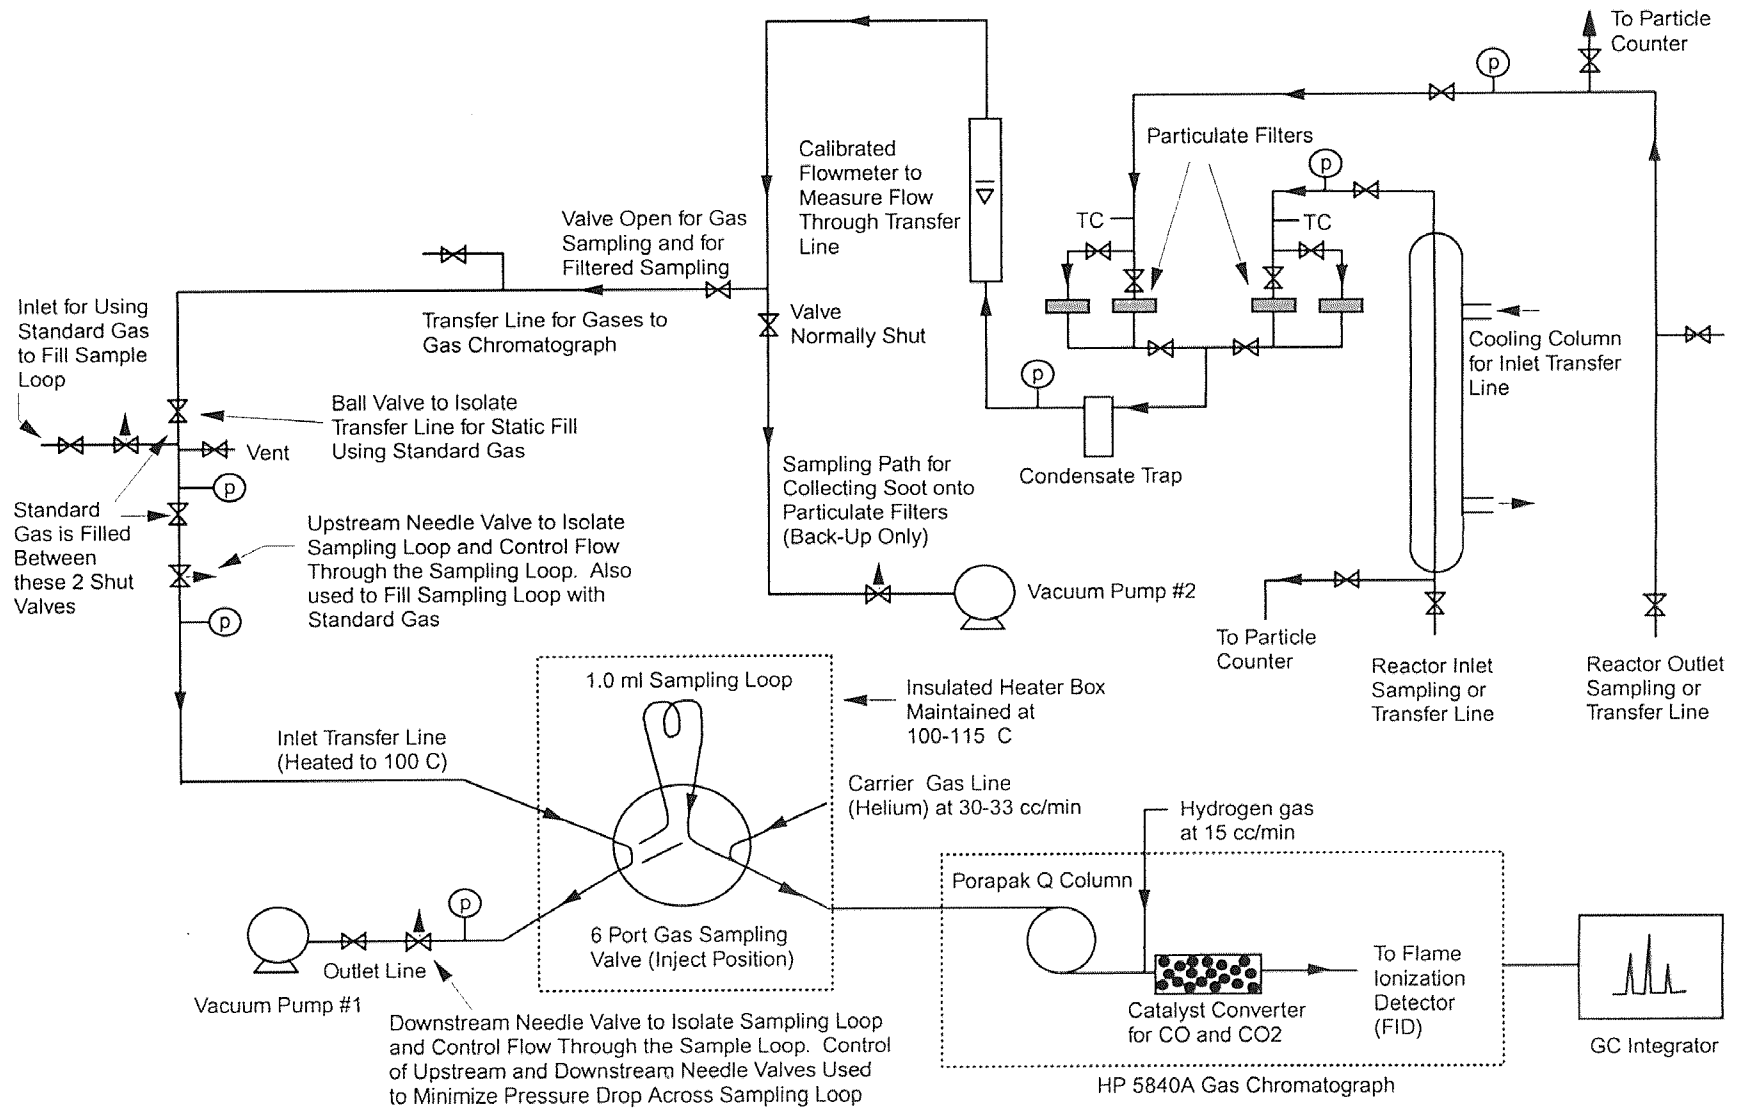 To Particle
Counter
p
Particulate Filters
p
Calibrated
Flowmeter to
Measure Flow
Through Transfer
Line
TC
TC
Valve Open for Gas
Sampling and for
Filtered Sampling
Inlet for Using
Standard Gas
to Fill Sample
Loop
Transfer Line for Gases to
Gas Chromatograph
Valve
Normally Shut
Cooling Column
for Inlet Transfer
Line
p
Condensate Trap
Ball Valve to Isolate
Transfer Line for Static Fill
Using Standard Gas
Vent
p
Standard
Gas is Filled
Between
these 2 Shut
Valves
Upstream Needle Valve to Isolate
Sampling Loop and Control Flow
Through the Sampling Loop. Also
used to Fill Sampling Loop with
Standard Gas
p
Sampling Path for
Collecting Soot onto
Particulate Filters
(Back-Up Only)
Vacuum Pump #2
To Particle
Counter
Reactor Inlet
Sampling or
Transfer Line
Reactor Outlet
Sampling or
Transfer Line
1.0 ml Sampling Loop
Insulated Heater Box
Maintained at
100-115 C
Inlet Transfer Line
(Heated to 100 C)
Carrier Gas Line
(Helium) at 30-33 cc/min
Hydrogen gas
at 15 cc/min
Porapak Q Column
p
6 Port Gas Sampling
Valve (Inject Position)
Outlet Line
Vacuum Pump #1
Downstream Needle Valve to Isolate Sampling Loop
and Control Flow Through the Sample Loop. Control
of Upstream and Downstream Needle Valves Used
to Minimize Pressure Drop Across Sampling Loop
Catalyst Converter
for CO and CO2
To Flame
Ionization
Detector
(FID)
GC Integrator
HP 5840A Gas Chromatograph